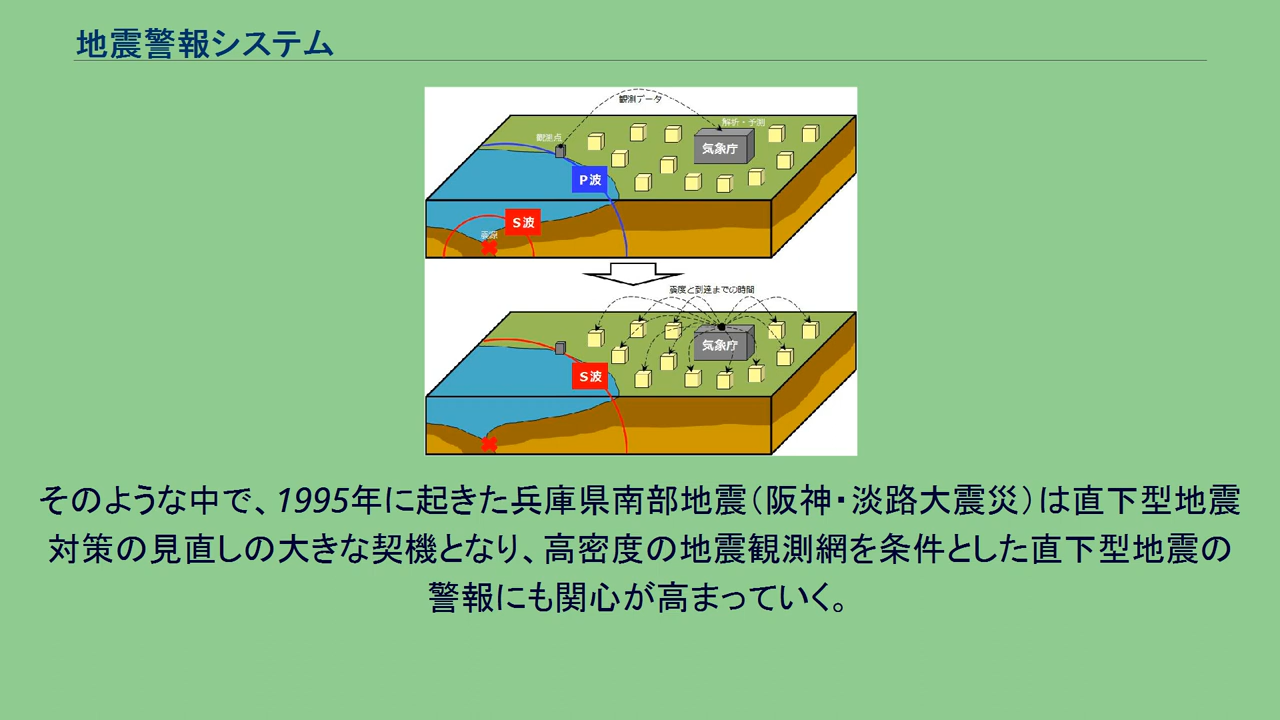 地震警報システム
観測データ
解析・予測
観測点
気象庁
P波
S波
震源
震度と到達までの時間
気象庁
S波
そのような中で、1995年に起きた兵庫県南部地震（阪神・淡路大震災）は直下型地震
対策の見直しの大きな契機となり、高密度の地震観測網を条件とした直下型地震の
警報にも関心が高まっていく。